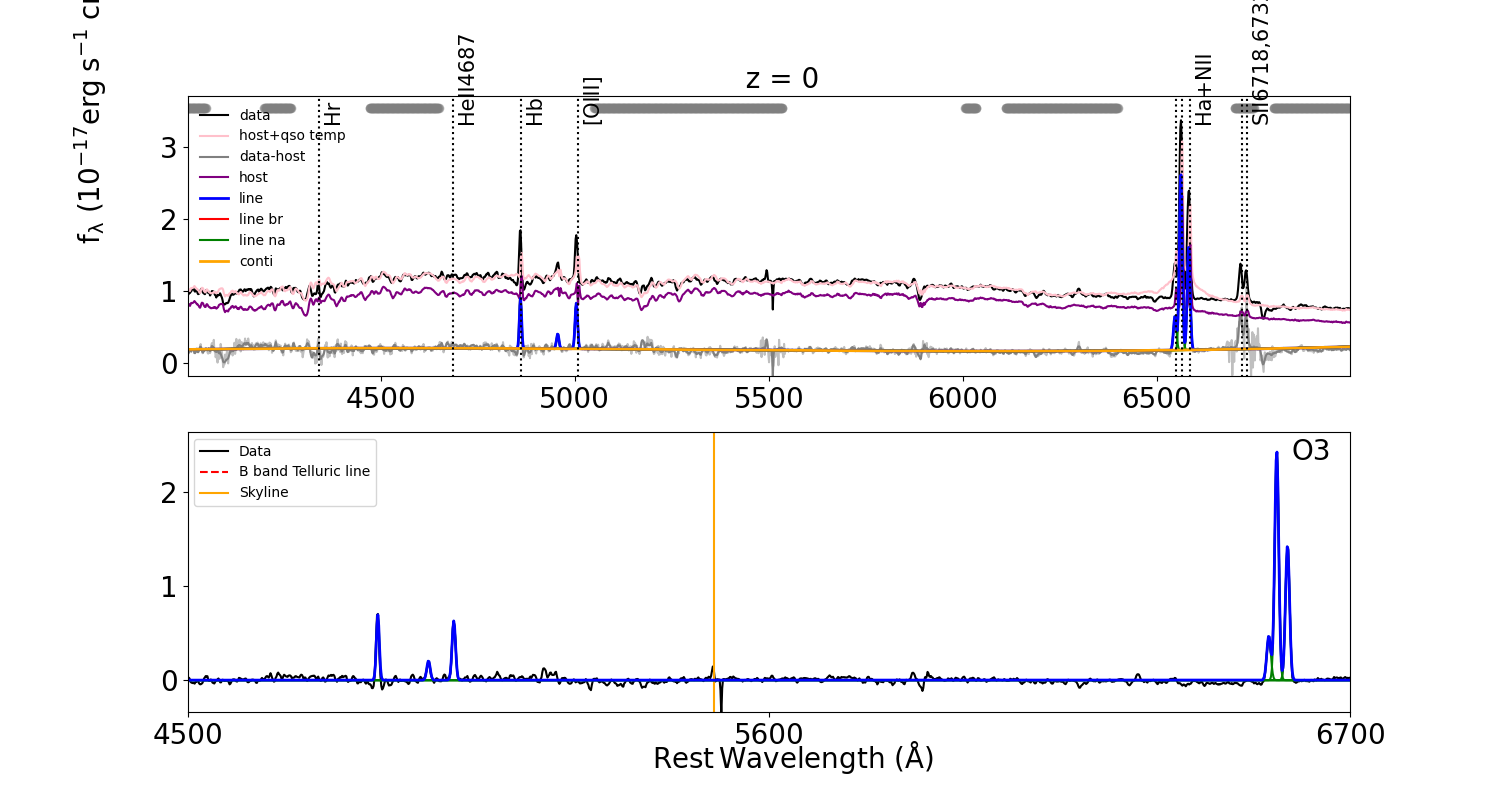 z = 0
f_λ (10^−17 erg s^−1
Hr
HeII4687
Hb
[OIII]
Ha+NII
SII6718,673
data
host+qso temp
data-host
host
line
line br
line na
conti
3
2
1
0
4500 5000 5500 6000 6500
Data
B band Telluric line
Skyline
O3
2
1
0
4500 5600 6700
Rest Wavelength (Å)